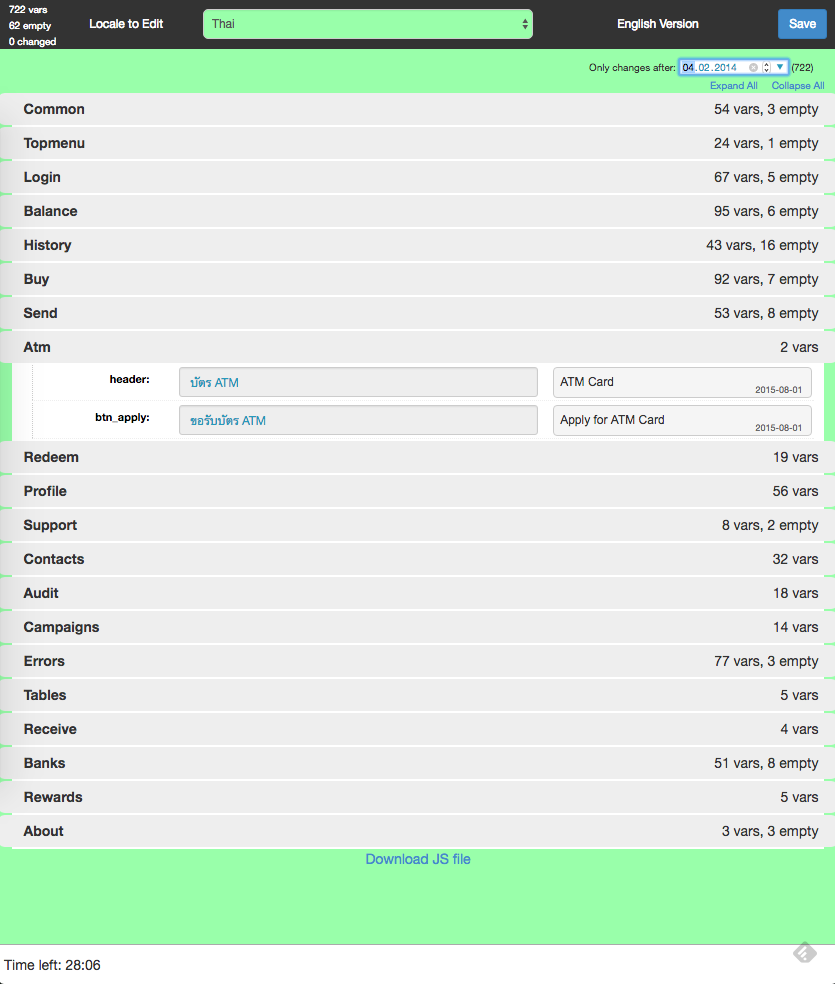 722 vars
62 empty
0 changed
Locale to Edit
Thai
English Version
Save
Only changes after: 04.02.2014 (722)
Expand All Collapse All
Common 54 vars, 3 empty
Topmenu 24 vars, 1 empty
Login 67 vars, 5 empty
Balance 95 vars, 6 empty
History 43 vars, 16 empty
Buy 92 vars, 7 empty
Send 53 vars, 8 empty
Atm 2 vars
header: บัตร ATM ATM Card 2015-08-01
btn_apply: ขอรับบัตร ATM Apply for ATM Card 2015-08-01
Redeem 19 vars
Profile 56 vars
Support 8 vars, 2 empty
Contacts 32 vars
Audit 18 vars
Campaigns 14 vars
Errors 77 vars, 3 empty
Tables 5 vars
Receive 4 vars
Banks 51 vars, 8 empty
Rewards 5 vars
About 3 vars, 3 empty
Download JS file
Time left: 28:06